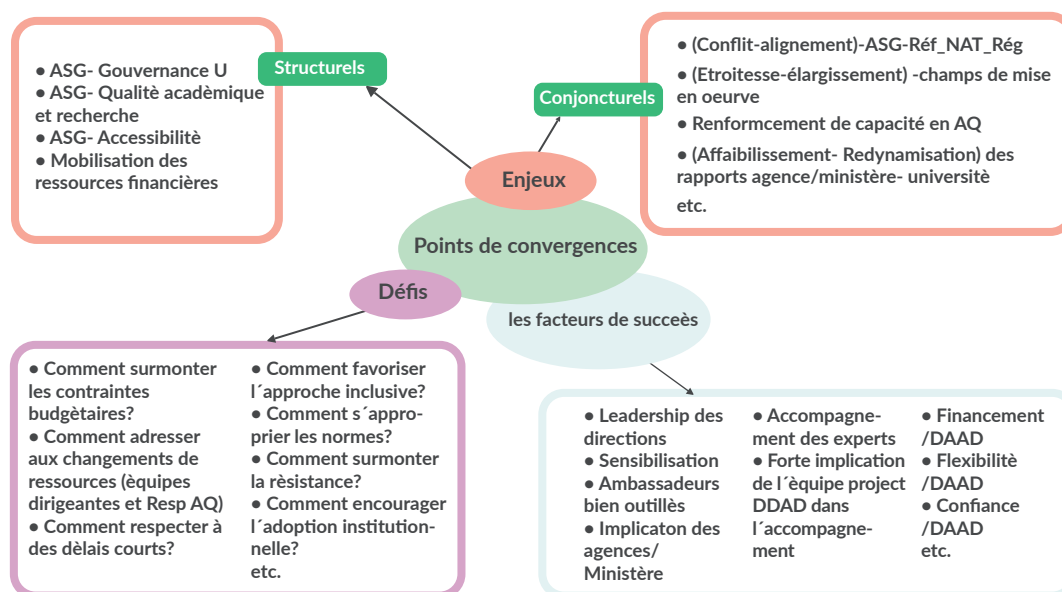 ● ASG- Gouvernance U
● ASG- Qualitè acadèmique
et recherche
● ASG- Accessibilité
● Mobilisation des
ressources financières
Structurels
Conjoncturels
● (Conflit-alignement)-ASG-Réf_NAT_Rég
● (Etroitesse-élargissement) -champs de mise
en oeurve
● Renformcement de capacité en AQ
● (Affaibilissement- Redynamisation) des
rapports agence/ministère- universitè
etc.
Enjeux
Points de convergences
Défis
les facteurs de succeès
● Comment surmonter
les contraintes
budgètaires?
● Comment adresser
aux changements de
ressources (èquipes
dirigeantes et Resp AQ)
● Comment respecter à
des dèlais courts?
● Comment favoriser
l´approche inclusive?
● Comment s´appro-
prier les normes?
● Comment surmonter
la rèsistance?
● Comment encourager
l´adoption institution-
nelle?
etc.
● Leadership des
directions
● Sensibilisation
● Ambassadeurs
bien outillès
● Implicaton des
agences/
Ministère
● Accompagne-
ment des experts
● Forte implication
de l´èquipe project
DDAD dans
l´accompagne-
ment
● Financement
/DAAD
● Flexibilitè
/DAAD
● Confiance
/DAAD
etc.